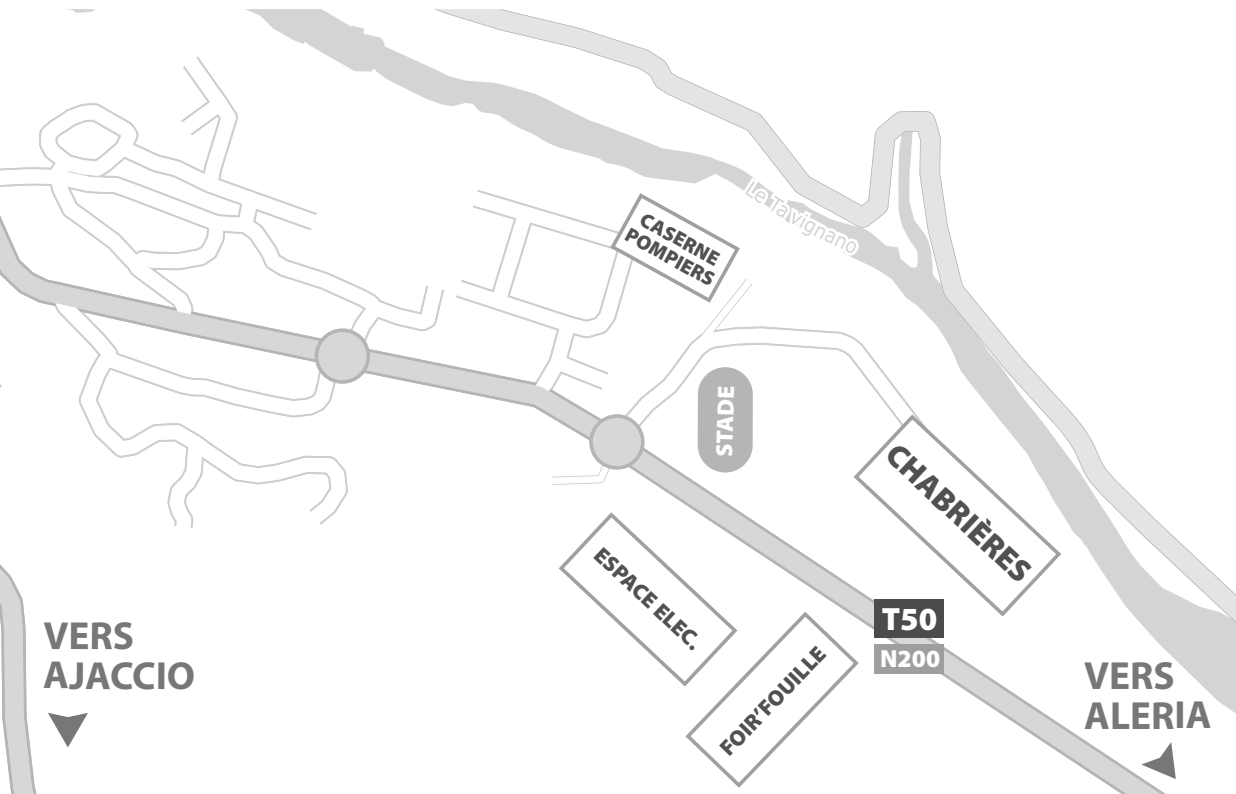 Le Tavignano
CASERNE
POMPIERS
STADE
CHABRIÈRES
ESPACE ELEC.
T50
N200
FOIR'FOUILLE
VERS
AJACCIO
VERS
ALERIA